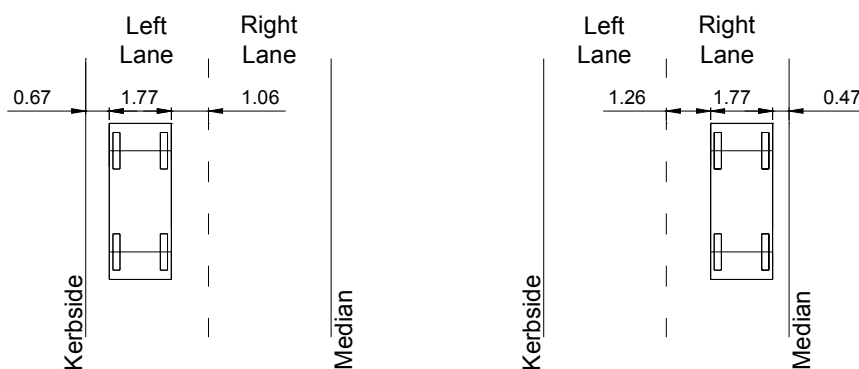 Left
Lane
Right
Lane
0.67
1.77
1.06
Kerbside
Median
Left
Lane
Right
Lane
1.26
1.77
0.47
Kerbside
Median